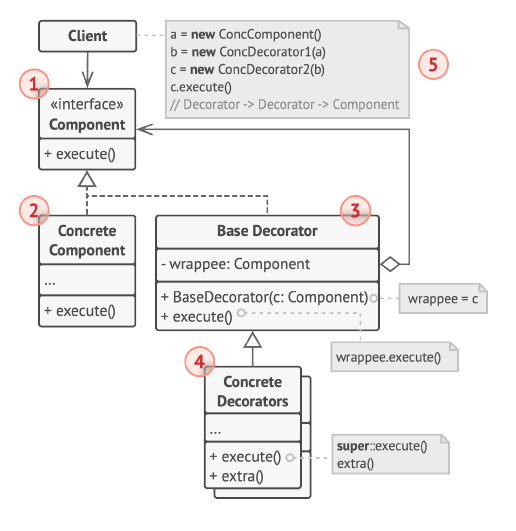 Client
a = new ConcComponent()
b = new ConcDecorator1(a)
c = new ConcDecorator2(b)
c.execute()
// Decorator -> Decorator -> Component
5
1
«interface»
Component
+ execute()
2
Concrete
Component
...
+ execute()
3
Base Decorator
- wrappee: Component
+ BaseDecorator(c: Component)
+ execute()
wrappee = c
wrappee.execute()
4
Concrete
Decorators
...
+ execute()
+ extra()
super::execute()
extra()